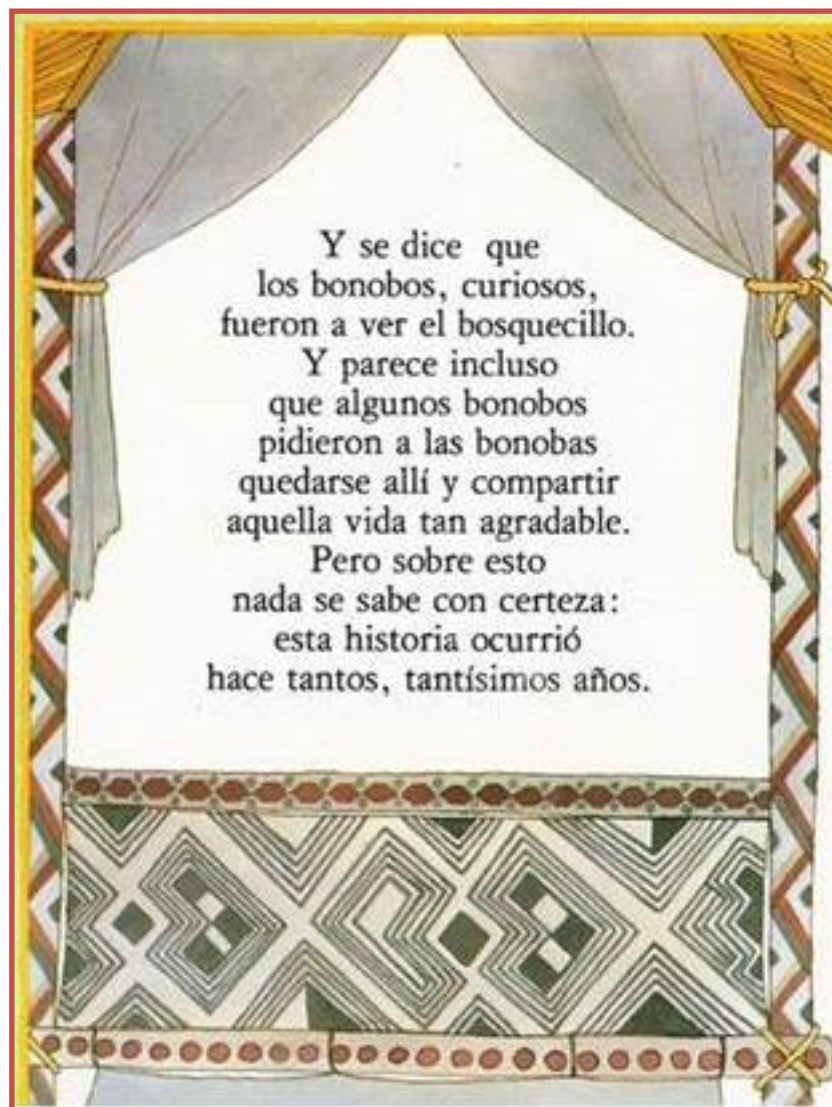 Y se dice que
los bonobos, curiosos,
fueron a ver el bosquecillo.
Y parece incluso
que algunos bonobos
pidieron a las bonobas
quedarse allí y compartir
aquella vida tan agradable.
Pero sobre esto
nada se sabe con certeza:
esta historia ocurrió
hace tantos, tantísimos años.